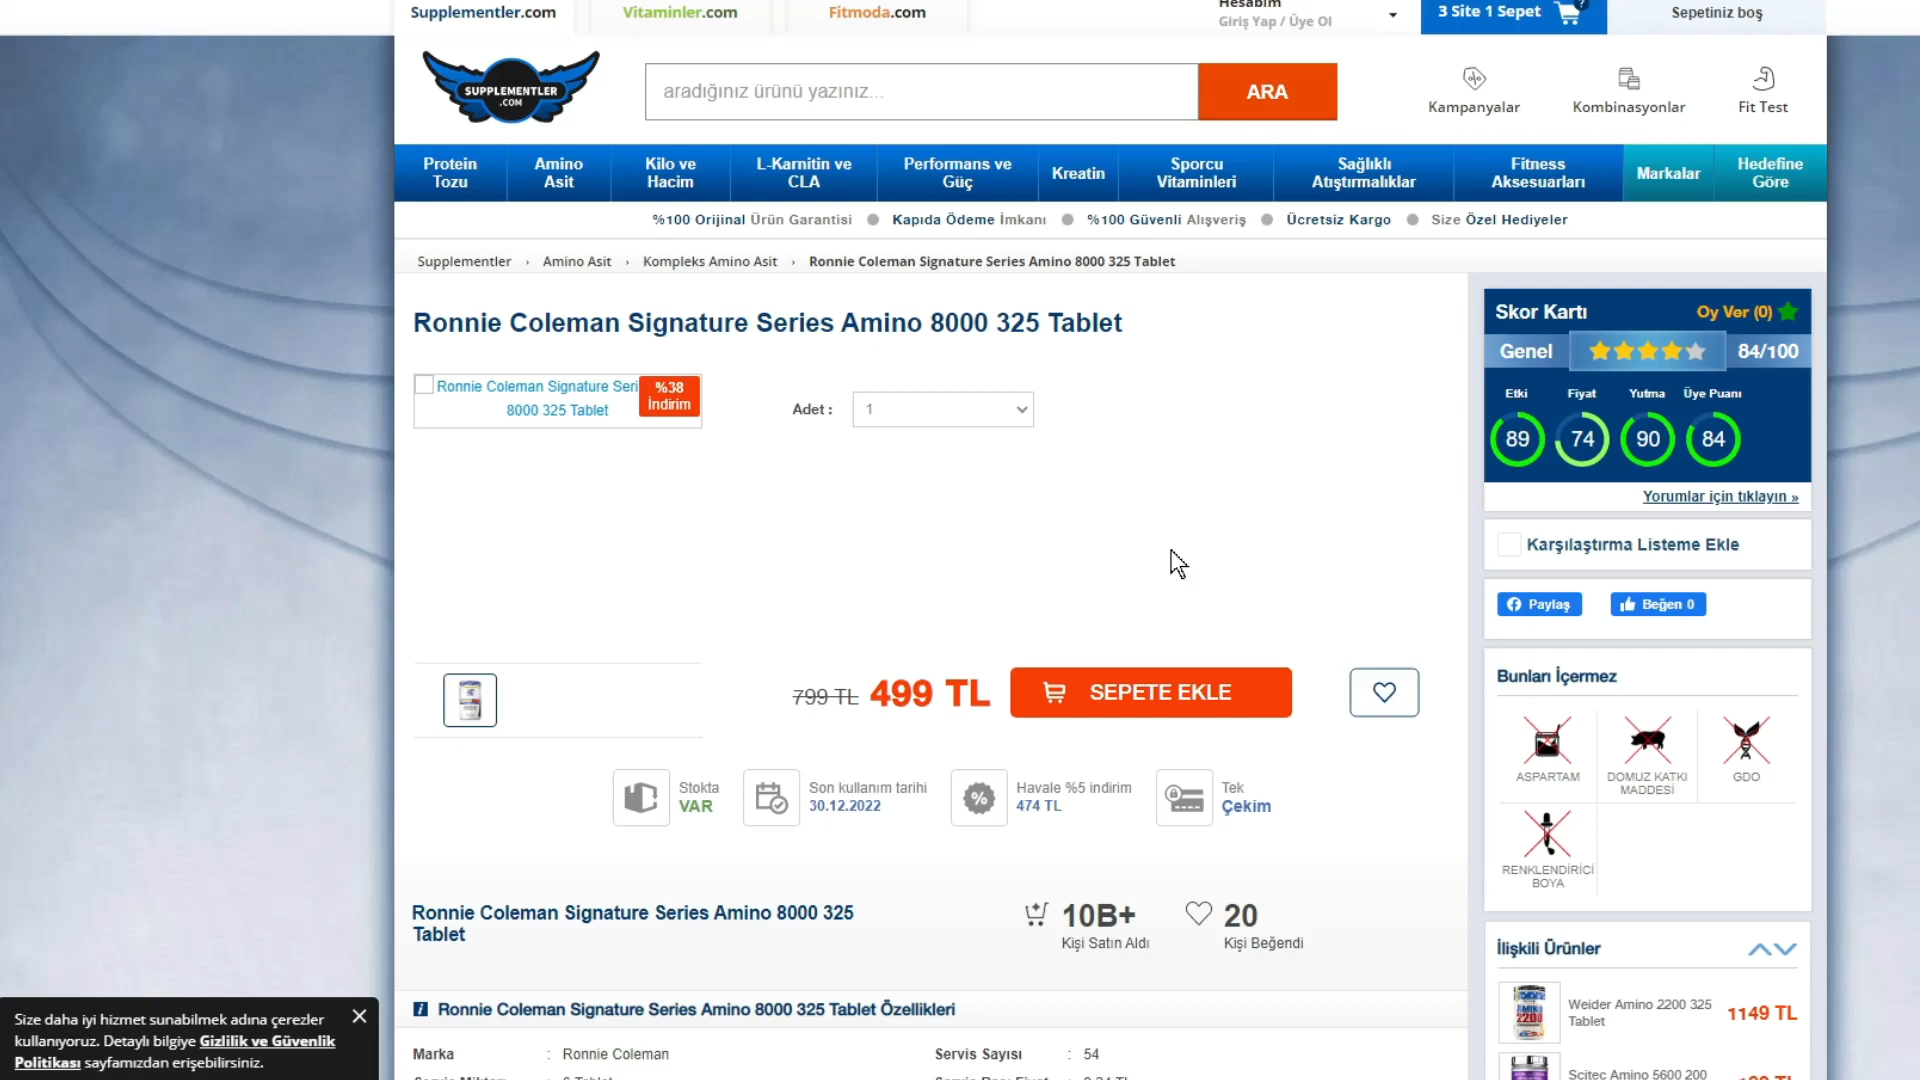 Supplementler.com
Vitaminler.com
Fitmoda.com
Hesabım
Giriş Yap / Üye Ol
3 Site 1 Sepet
?
Sepetiniz boş
SUPPLEMENTLER
.COM
aradığınız ürünü yazınız...
ARA
Kampanyalar
Kombinasyonlar
Fit Test
Protein
Tozu
Amino
Asit
Kilo ve
Hacim
L-Karnitin ve
CLA
Performans ve
Güç
Kreatin
Sporcu
Vitaminleri
Sağlıklı
Atıştırmalıklar
Fitness
Aksesuarları
Markalar
Hedefine
Göre
%100 Orijinal Ürün Garantisi
Kapıda Ödeme İmkanı
%100 Güvenli Alışveriş
Ücretsiz Kargo
Size Özel Hediyeler
Supplementler › Amino Asit › Kompleks Amino Asit › Ronnie Coleman Signature Series Amino 8000 325 Tablet
Ronnie Coleman Signature Series Amino 8000 325 Tablet
Ronnie Coleman Signature Seri
8000 325 Tablet
%38
İndirim
Adet :
1
799 TL
499 TL
SEPETE EKLE
Stokta
VAR
Son kullanım tarihi
30.12.2022
%
Havale %5 indirim
474 TL
Tek
Çekim
Ronnie Coleman Signature Series Amino 8000 325
Tablet
10B+
Kişi Satın Aldı
20
Kişi Beğendi
Ronnie Coleman Signature Series Amino 8000 325 Tablet Özellikleri
Marka : Ronnie Coleman
Servis Sayısı : 54
Skor Kartı
Oy Ver (0)
Genel
84/100
Etki
Fiyat
Yutma
Üye Puanı
89
74
90
84
Yorumlar için tıklayın »
Karşılaştırma Listeme Ekle
Paylaş
Beğen 0
Bunları İçermez
ASPARTAM
DOMUZ KATKI
MADDESİ
GDO
RENKLENDİRİCİ
BOYA
İlişkili Ürünler
AMINO
2200
Weider Amino 2200 325
Tablet
1149 TL
Scitec Amino 5600 200
Size daha iyi hizmet sunabilmek adına çerezler
kullanıyoruz. Detaylı bilgiye Gizlilik ve Güvenlik
Politikası sayfamızdan erişebilirsiniz.